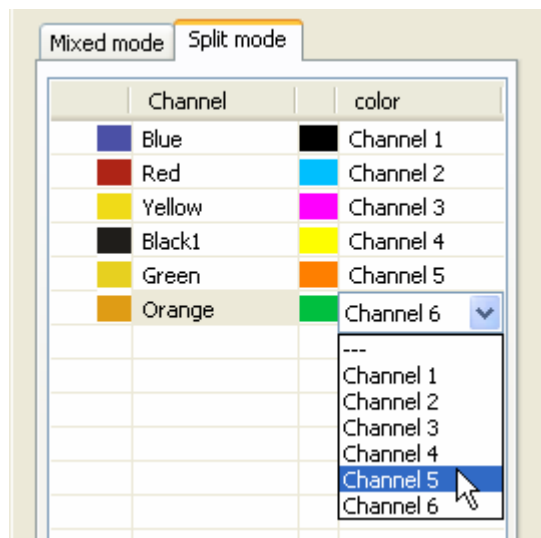 Mixed mode Split mode
Channel color
Blue Channel 1
Red Channel 2
Yellow Channel 3
Black1 Channel 4
Green Channel 5
Orange Channel 6
---
Channel 1
Channel 2
Channel 3
Channel 4
Channel 5
Channel 6